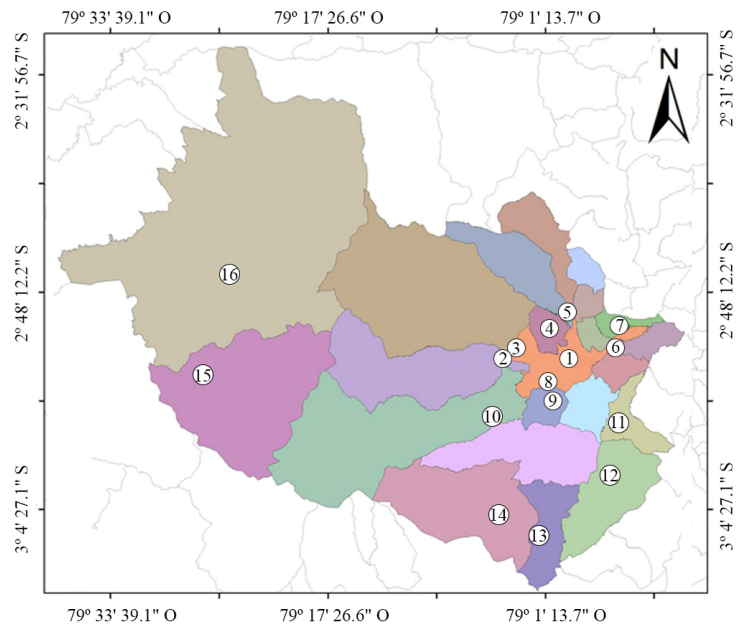 79º 33' 39.1" O 79º 17' 26.6" O 79º 1' 13.7" O
2º 31' 56.7" S
2º 31' 56.7" S
N
2º 48' 12.2" S
2º 48' 12.2" S
16
5
7
4
3
6
2
1
15
8
9
10
11
12
3º 4' 27.1" S
3º 4' 27.1" S
14
13
79º 33' 39.1" O 79º 17' 26.6" O 79º 1' 13.7" O